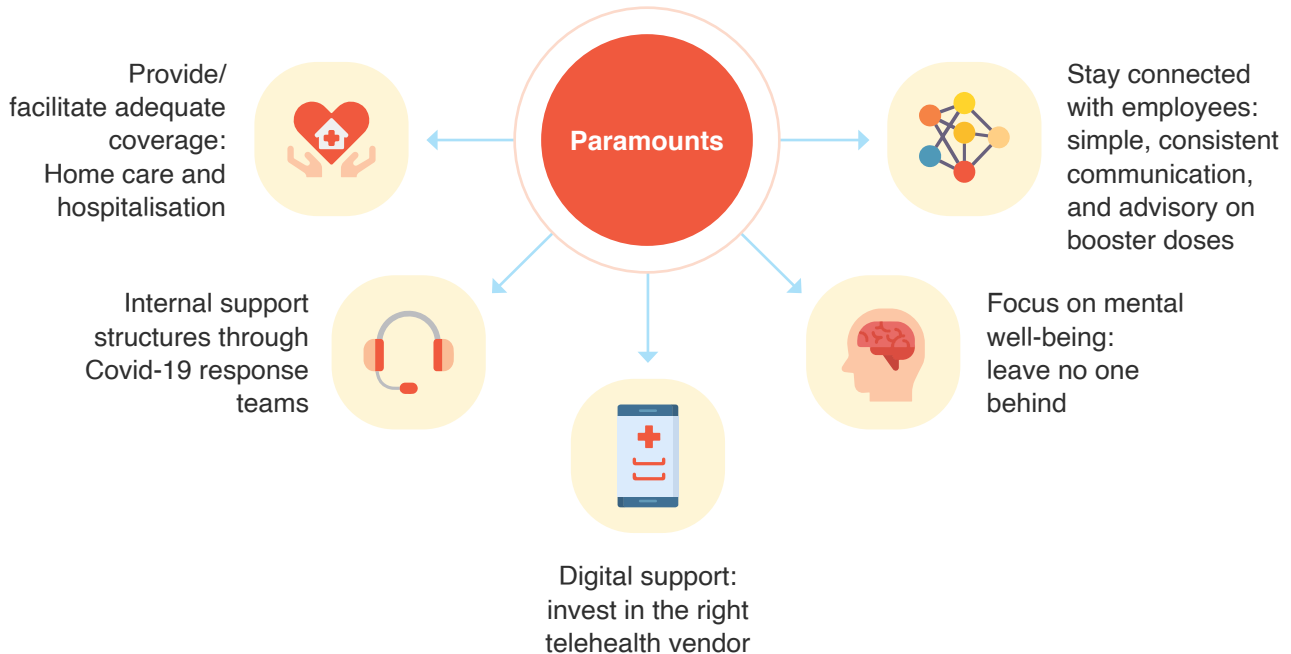 Paramounts
Provide/
facilitate adequate
coverage:
Home care and
hospitalisation
Stay connected
with employees:
simple, consistent
communication,
and advisory on
booster doses
Internal support
structures through
Covid-19 response
teams
Focus on mental
well-being:
leave no one
behind
Digital support:
invest in the right
telehealth vendor